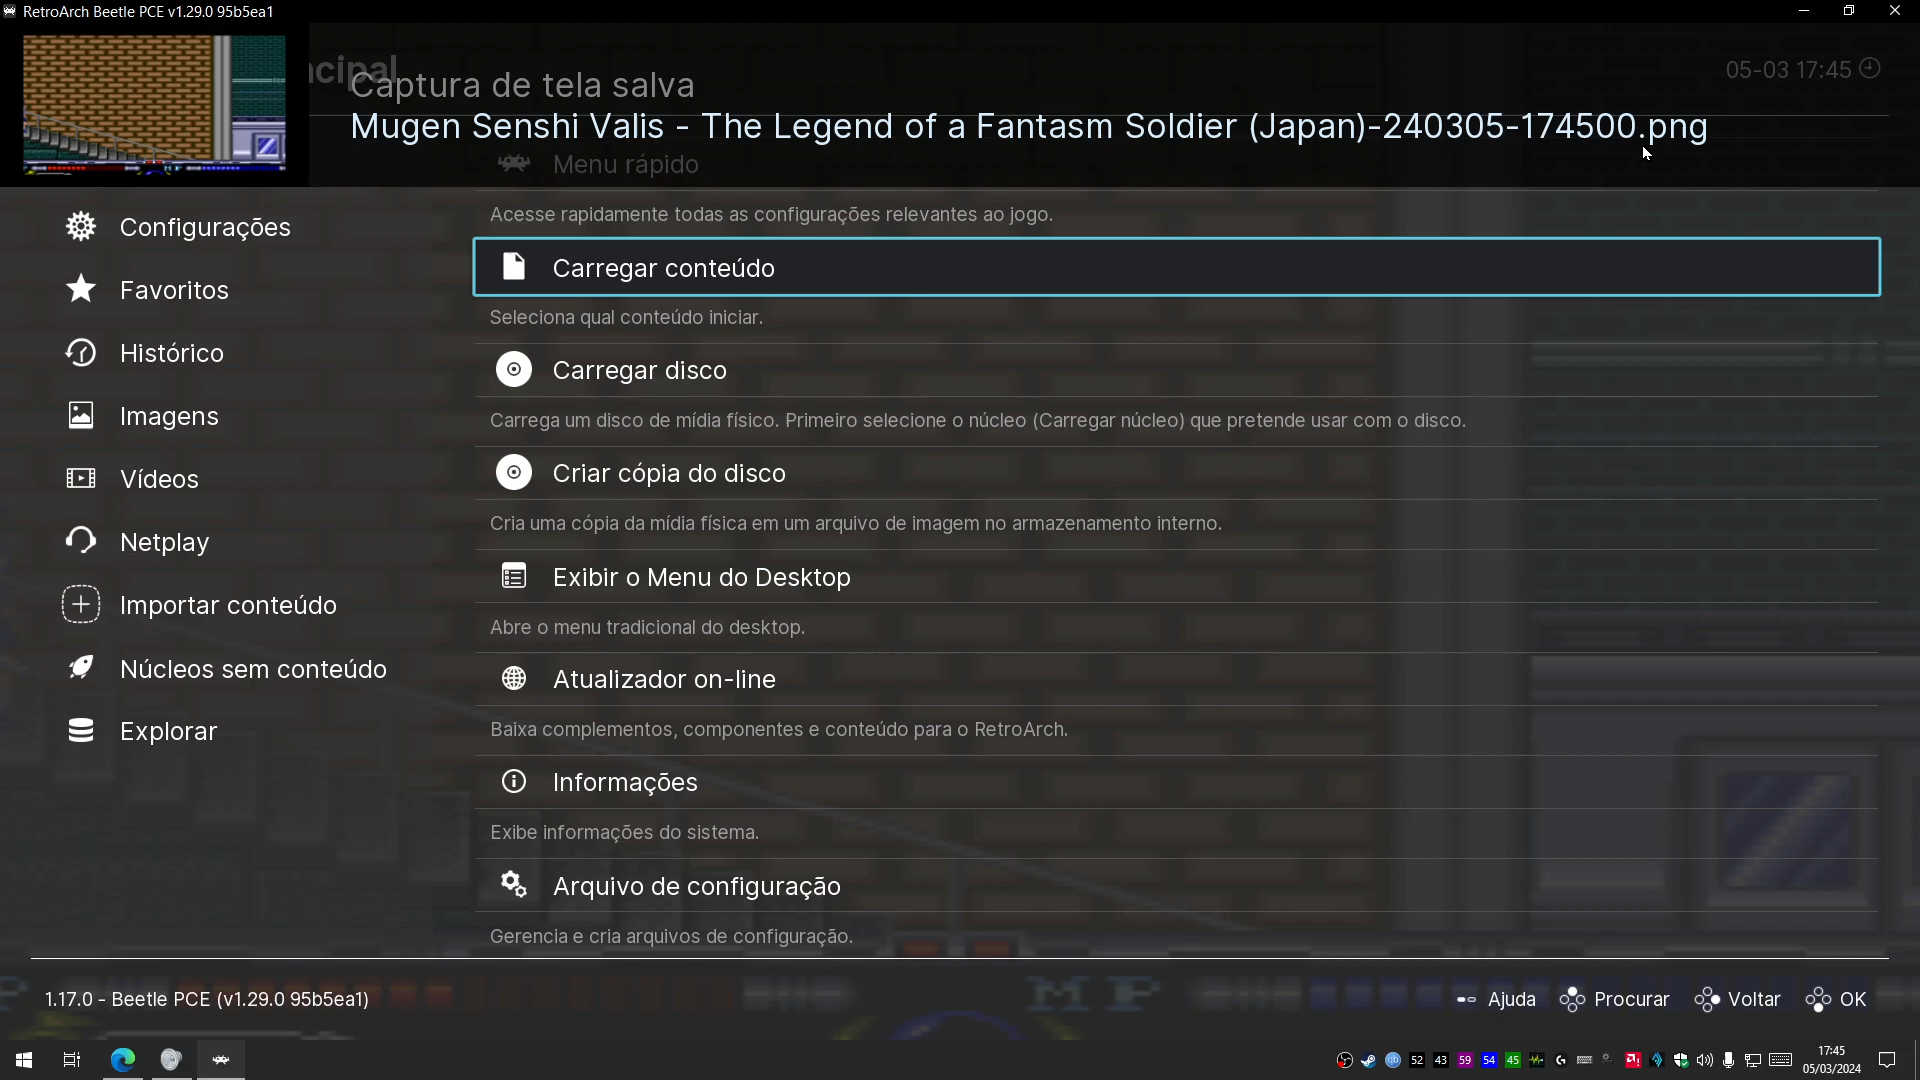 RetroArch Beetle PCE v1.29.0 95b5ea1
ncipal
05-03 17:45
Captura de tela salva
Mugen Senshi Valis - The Legend of a Fantasm Soldier (Japan)-240305-174500.png
Menu rápido
Acesse rapidamente todas as configurações relevantes ao jogo.
Configurações
Carregar conteúdo
Favoritos
Seleciona qual conteúdo iniciar.
Histórico
Carregar disco
Imagens
Carrega um disco de mídia físico. Primeiro selecione o núcleo (Carregar núcleo) que pretende usar com o disco.
Vídeos
Criar cópia do disco
Cria uma cópia da mídia física em um arquivo de imagem no armazenamento interno.
Netplay
Exibir o Menu do Desktop
Importar conteúdo
Abre o menu tradicional do desktop.
Núcleos sem conteúdo
Atualizador on-line
Explorar
Baixa complementos, componentes e conteúdo para o RetroArch.
Informações
Exibe informações do sistema.
Arquivo de configuração
Gerencia e cria arquivos de configuração.
P
MP
1.17.0 - Beetle PCE (v1.29.0 95b5ea1)
Ajuda
Procurar
Voltar
OK
52
43
59
54
45
17:45
05/03/2024